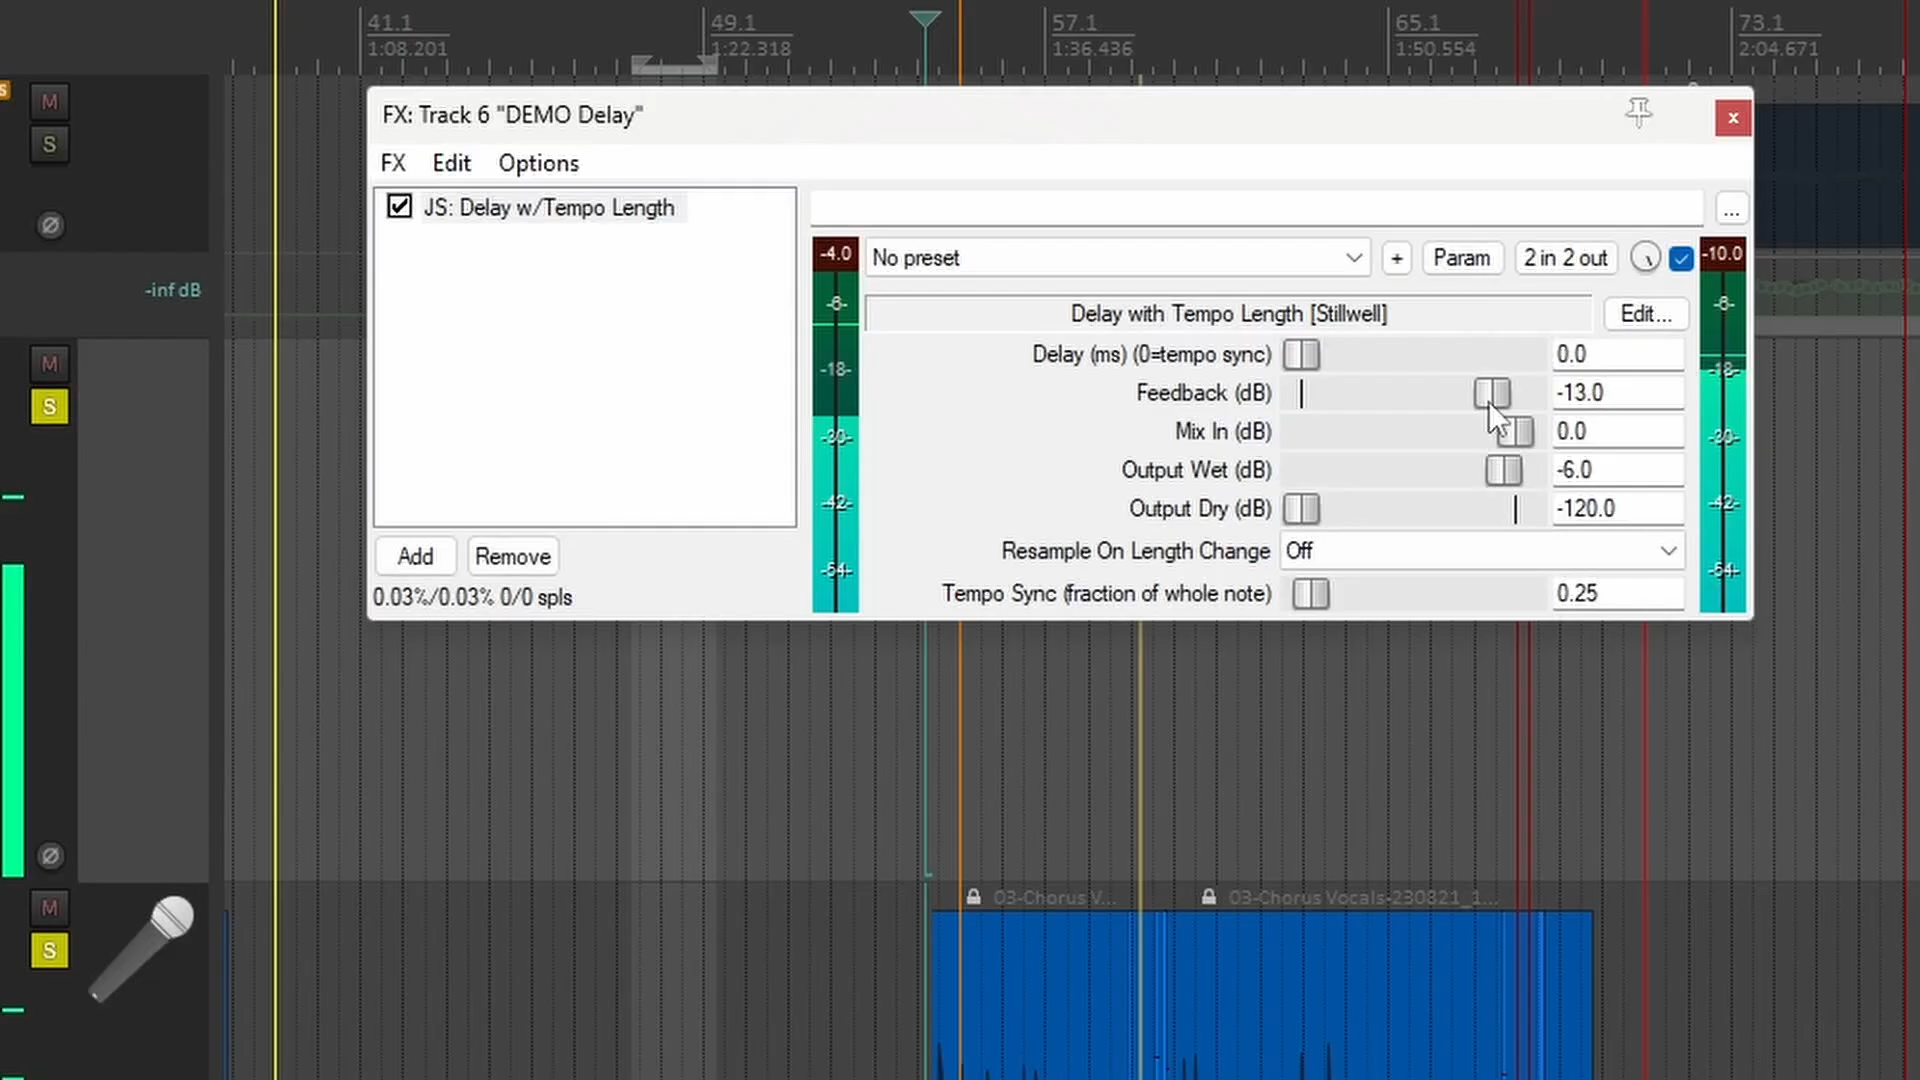 41.1
1:08.201
49.1
1:22.318
57.1
1:36.436
65.1
1:50.554
73.1
2:04.671
S
M
S
-inf dB
M
S
M
S
FX: Track 6 "DEMO Delay"
x
FX Edit Options
JS: Delay w/Tempo Length
...
-4.0
No preset
+
Param
2 in 2 out
-10.0
Delay with Tempo Length [Stillwell]
Edit...
Delay (ms) (0=tempo sync) 0.0
Feedback (dB) -13.0
Mix In (dB) 0.0
Output Wet (dB) -6.0
Output Dry (dB) -120.0
Resample On Length Change Off
Tempo Sync (fraction of whole note) 0.25
-6-
-18-
-30-
-42-
-54-
-6-
-18-
-30-
-42-
-54-
Add Remove
0.03%/0.03% 0/0 spls
03-Chorus V...
03-Chorus Vocals-230821_1...